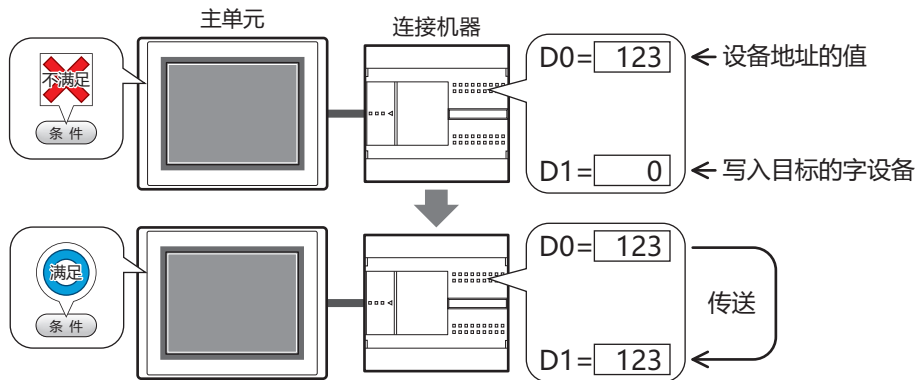 主单元
连接机器
不满足
条件
D0= 123
设备地址的值
D1= 0
写入目标的字设备
满足
条件
D0= 123
传送
D1= 123